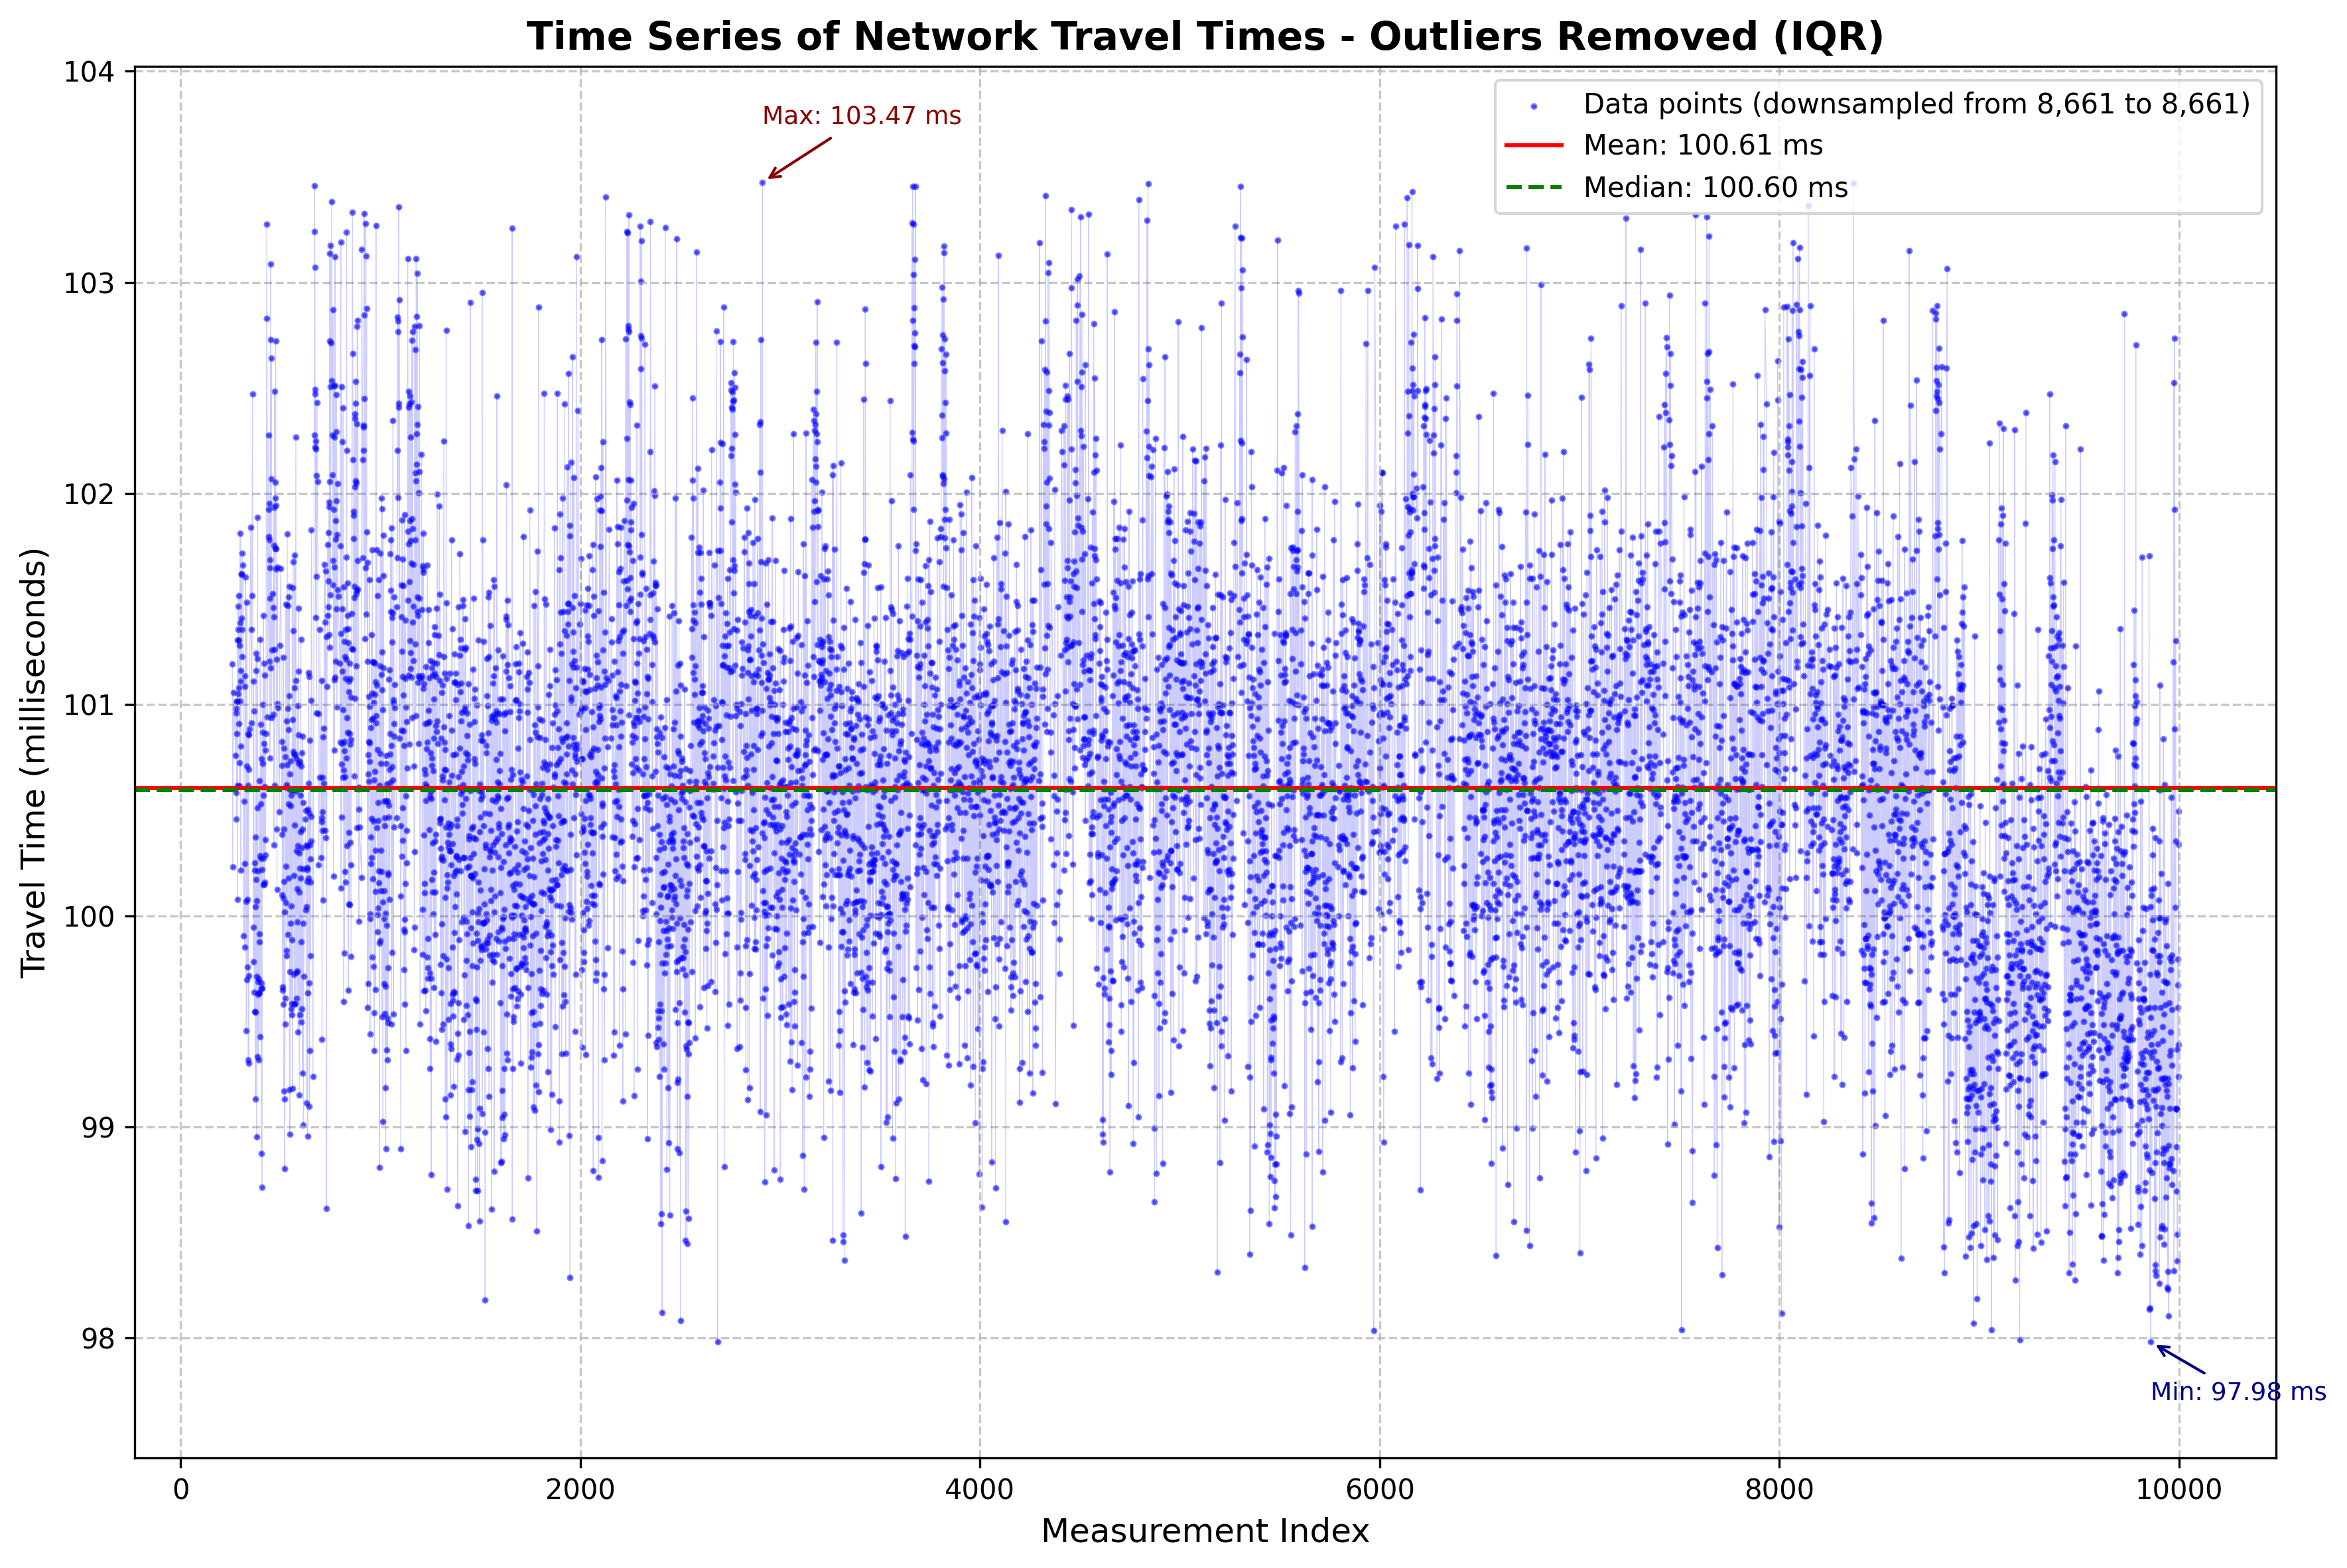 Time Series of Network Travel Times - Outliers Removed (IQR)
104
103
102
101
100
99
98
Travel Time (milliseconds)
Max: 103.47 ms
Data points (downsampled from 8,661 to 8,661)
Mean: 100.61 ms
Median: 100.60 ms
Min: 97.98 ms
0 2000 4000 6000 8000 10000
Measurement Index